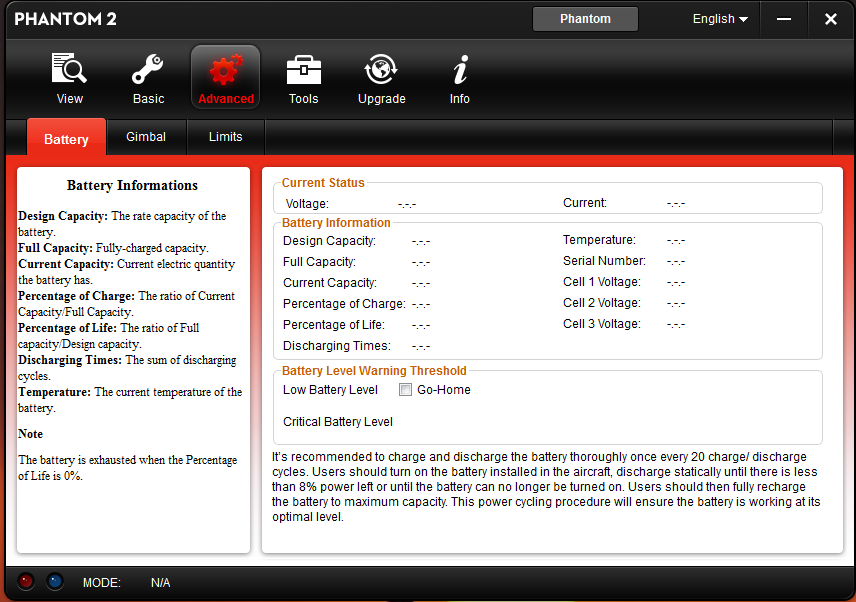 PHANTOM 2
Phantom
English
View
Basic
Advanced
Tools
Upgrade
Info
Battery
Gimbal
Limits
Battery Informations
Design Capacity: The rate capacity of the
battery.
Full Capacity: Fully-charged capacity.
Current Capacity: Current electric quantity
the battery has.
Percentage of Charge: The ratio of Current
Capacity/Full Capacity.
Percentage of Life: The ratio of Full
capacity/Design capacity.
Discharging Times: The sum of discharging
cycles.
Temperature: The current temperature of the
battery.
Note
The battery is exhausted when the Percentage
of Life is 0%.
Current Status
Voltage: -.-.-
Current: -.-.-
Battery Information
Design Capacity: -.-.-
Full Capacity: -.-.-
Current Capacity: -.-.-
Percentage of Charge: -.-.-
Percentage of Life: -.-.-
Discharging Times: -.-.-
Temperature: -.-.-
Serial Number: -.-.-
Cell 1 Voltage: -.-.-
Cell 2 Voltage: -.-.-
Cell 3 Voltage: -.-.-
Battery Level Warning Threshold
Low Battery Level Go-Home
Critical Battery Level
It's recommended to charge and discharge the battery thoroughly once every 20 charge/ discharge
cycles. Users should turn on the battery installed in the aircraft, discharge statically until there is less
than 8% power left or until the battery can no longer be turned on. Users should then fully recharge
the battery to maximum capacity. This power cycling procedure will ensure the battery is working at its
optimal level.
MODE: N/A